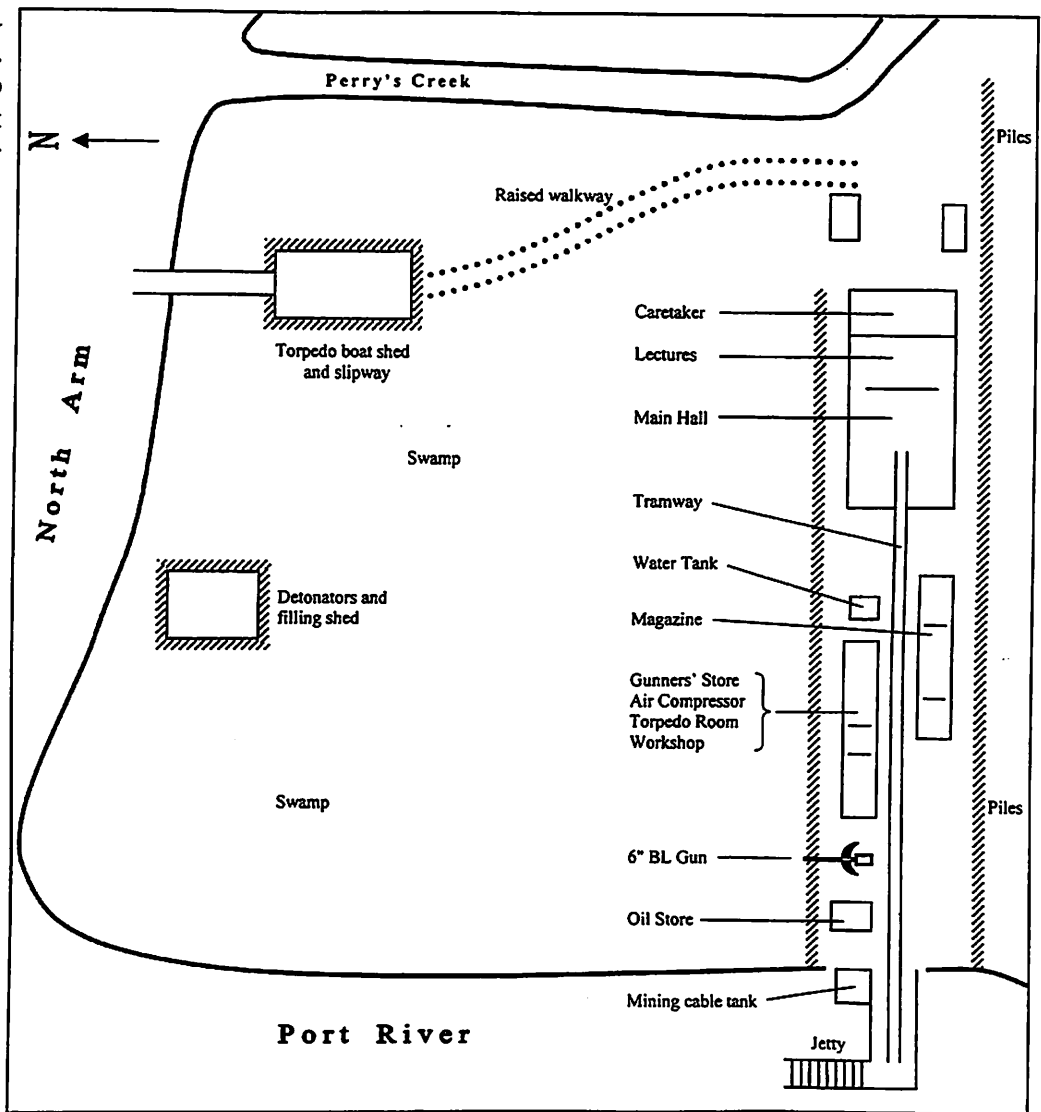 Perry's Creek
N
Piles
Raised walkway
Caretaker
Torpedo boat shed
and slipway
Lectures
North Arm
Main Hall
Swamp
Tramway
Water Tank
Detonators and
filling shed
Magazine
Gunners' Store
Air Compressor
Torpedo Room
Workshop
Swamp
Piles
6" BL Gun
Oil Store
Mining cable tank
Port River
Jetty